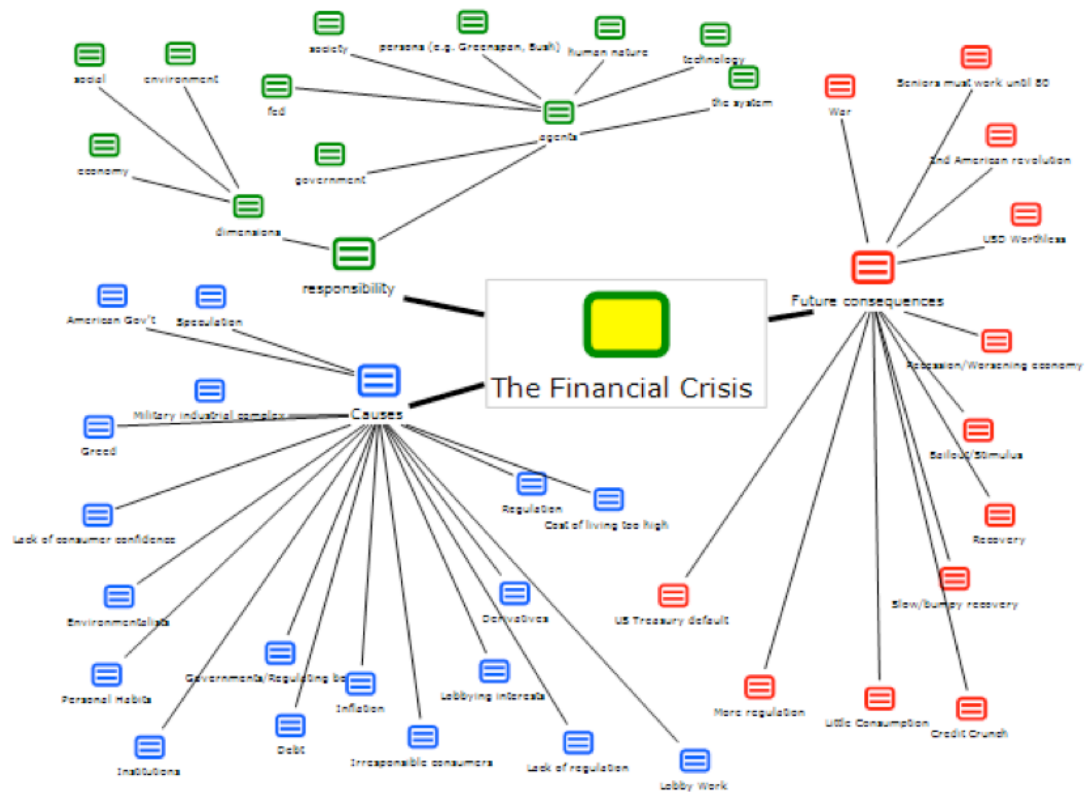 society
persons (e.g. Greenspan, Bush)
human nature
technology
social
environment
fed
the system
agents
economy
government
dimensions
responsibility
Seniors must work until 80
War
2nd American revolution
USD Worthless
Future consequences
The Financial Crisis
American Gov't
Speculation
Military industrial complex
Causes
Greed
Recession/Worsening economy
Bailout/Stimulus
Regulation
Cost of living too high
Lack of consumer confidence
Recovery
Environmentalists
Derivatives
US Treasury default
Slow/bumpy recovery
Governments/Regulating
Personal Habits
Inflation
Lobbying interests
More regulation
Little Consumption
Credit Crunch
Institutions
Debt
Irresponsible consumers
Lack of regulation
Lobby Work